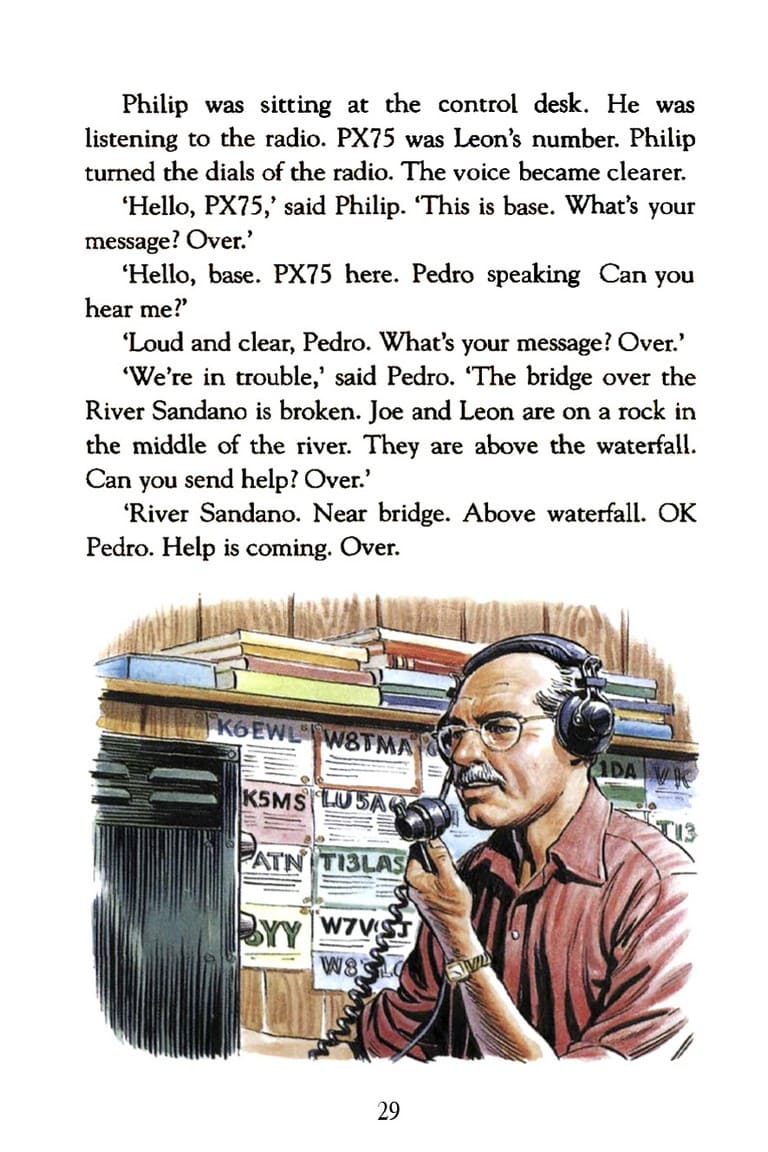 Philip was sitting at the control desk. He was
listening to the radio. PX75 was Leon's number. Philip
turned the dials of the radio. The voice became clearer.
‘Hello, PX75,’ said Philip. ‘This is base. What's your
message? Over.’
‘Hello, base. PX75 here. Pedro speaking Can you
hear me?’
‘Loud and clear, Pedro. What's your message? Over.’
‘We're in trouble,’ said Pedro. ‘The bridge over the
River Sandano is broken. Joe and Leon are on a rock in
the middle of the river. They are above the waterfall.
Can you send help? Over.’
‘River Sandano. Near bridge. Above waterfall. OK
Pedro. Help is coming. Over.
K6EWL
W8TMA
K5MS
LU5AQ
1DA
VK
TI3
ATN
TI3LAS
YY
29